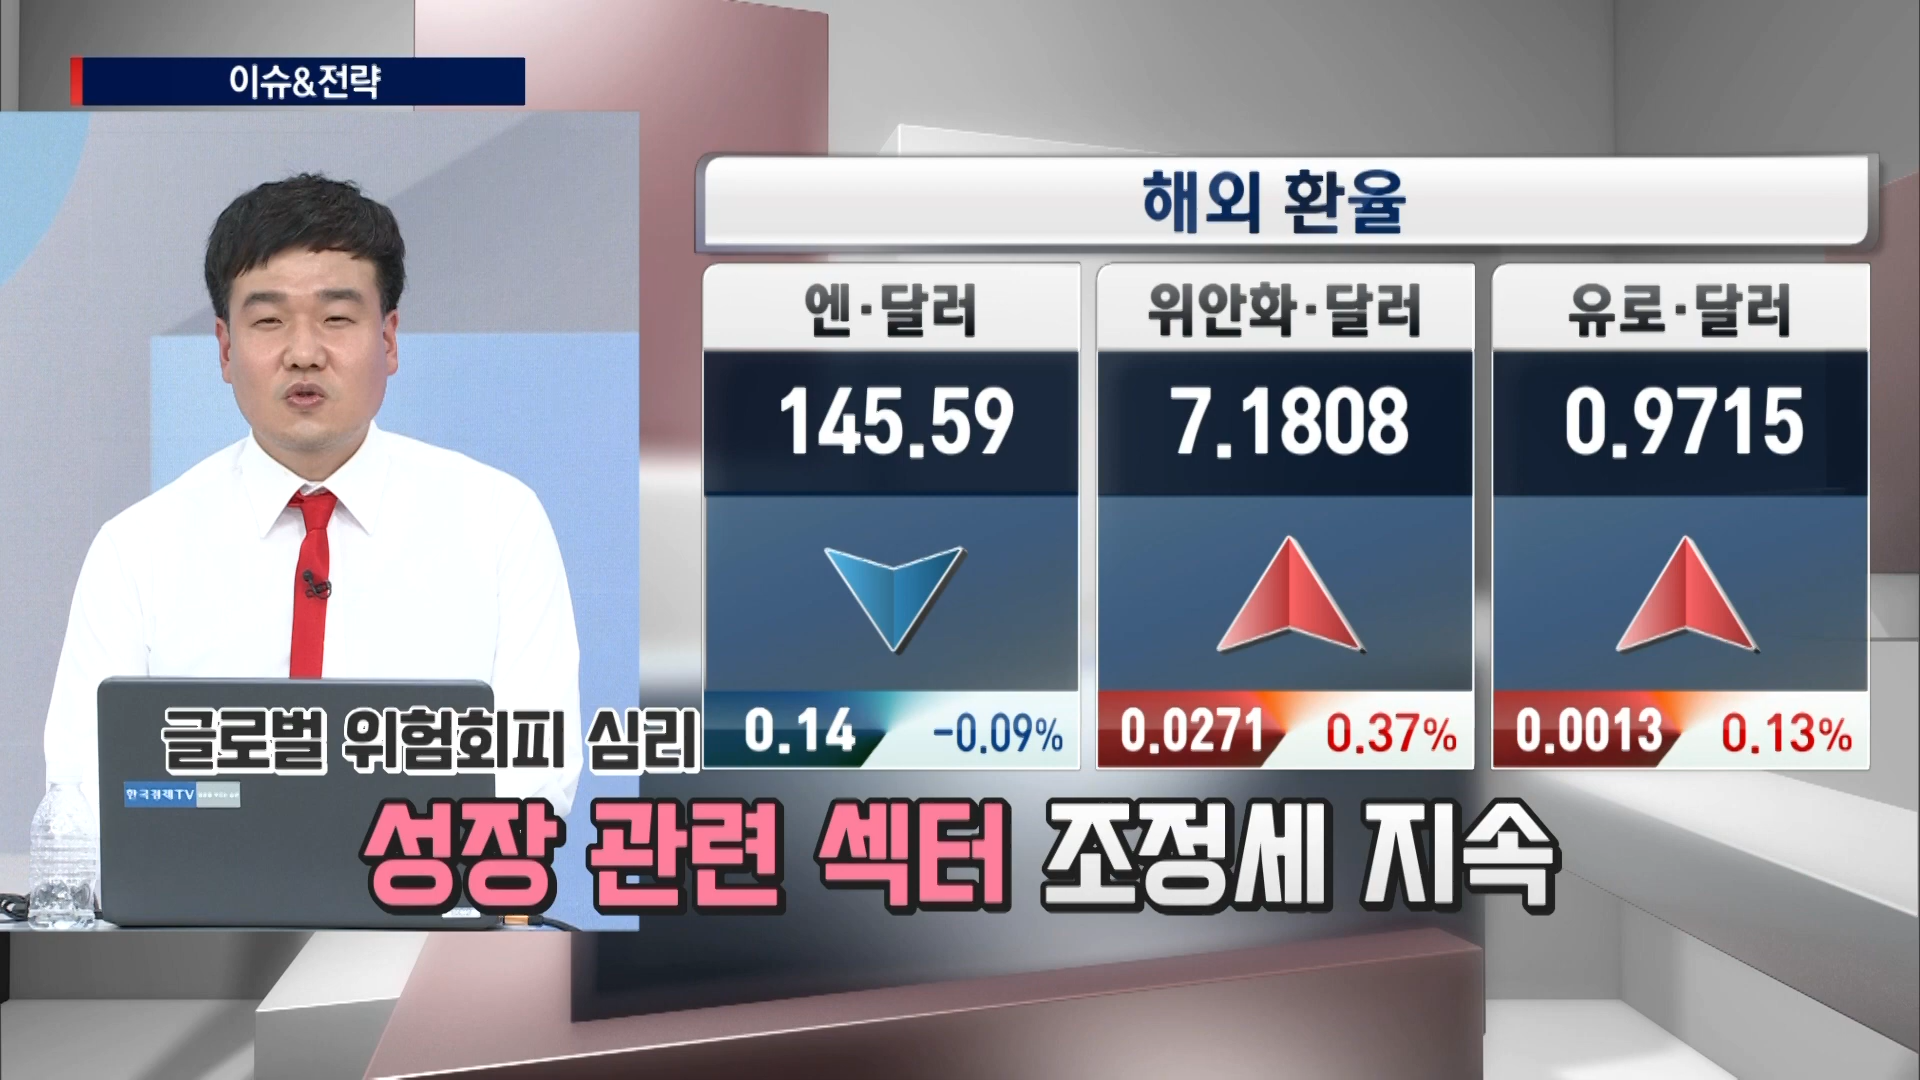 이슈&전략
해외 환율
엔·달러
145.59
0.14 -0.09%
위안화·달러
7.1808
0.0271 0.37%
유로·달러
0.9715
0.0013 0.13%
글로벌 위험회피 심리
성장 관련 섹터 조정세 지속
한국경제TV